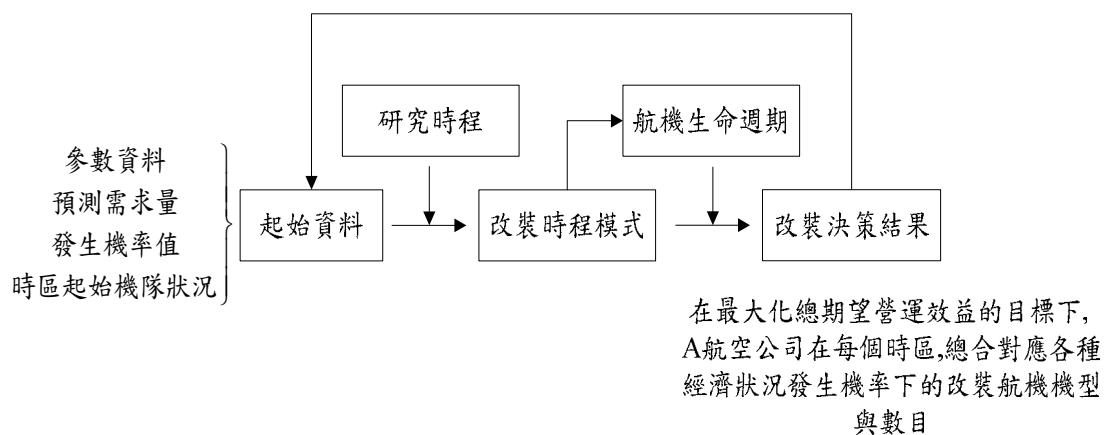 研究時程
航機生命週期
參數資料
預測需求量
發生機率值
時區起始機隊狀況
起始資料
改裝時程模式
改裝決策結果
在最大化總期望營運效益的目標下,
A航空公司在每個時區,總合對應各種
經濟狀況發生機率下的改裝航機機型
與數目